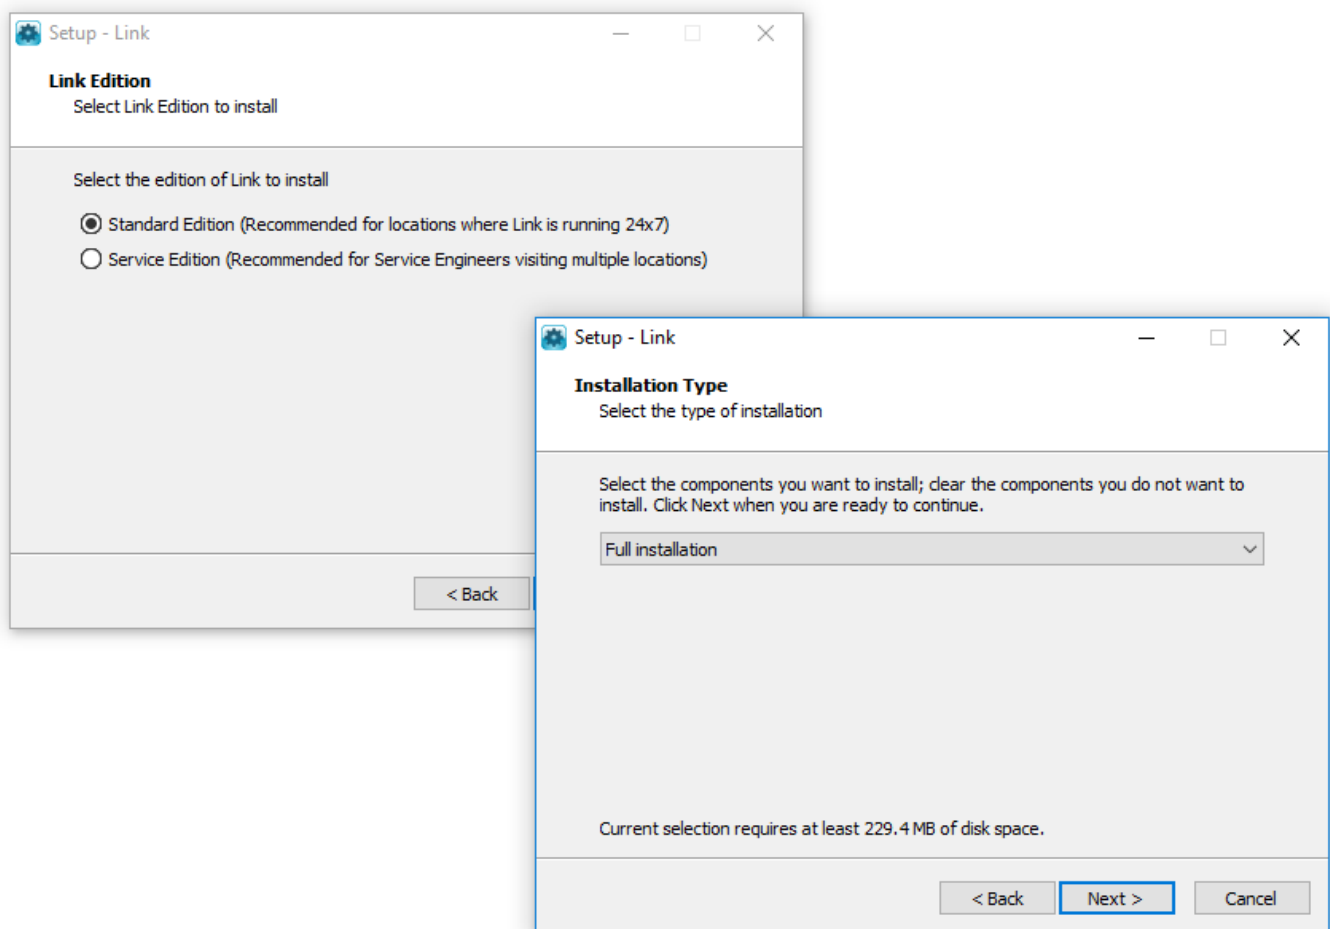 Setup - Link
Link Edition
Select Link Edition to install
Select the edition of Link to install
Standard Edition (Recommended for locations where Link is running 24x7)
Service Edition (Recommended for Service Engineers visiting multiple locations)
< Back
Setup - Link
Installation Type
Select the type of installation
Select the components you want to install; clear the components you do not want to
install. Click Next when you are ready to continue.
Full installation
Current selection requires at least 229.4 MB of disk space.
< Back
Next >
Cancel